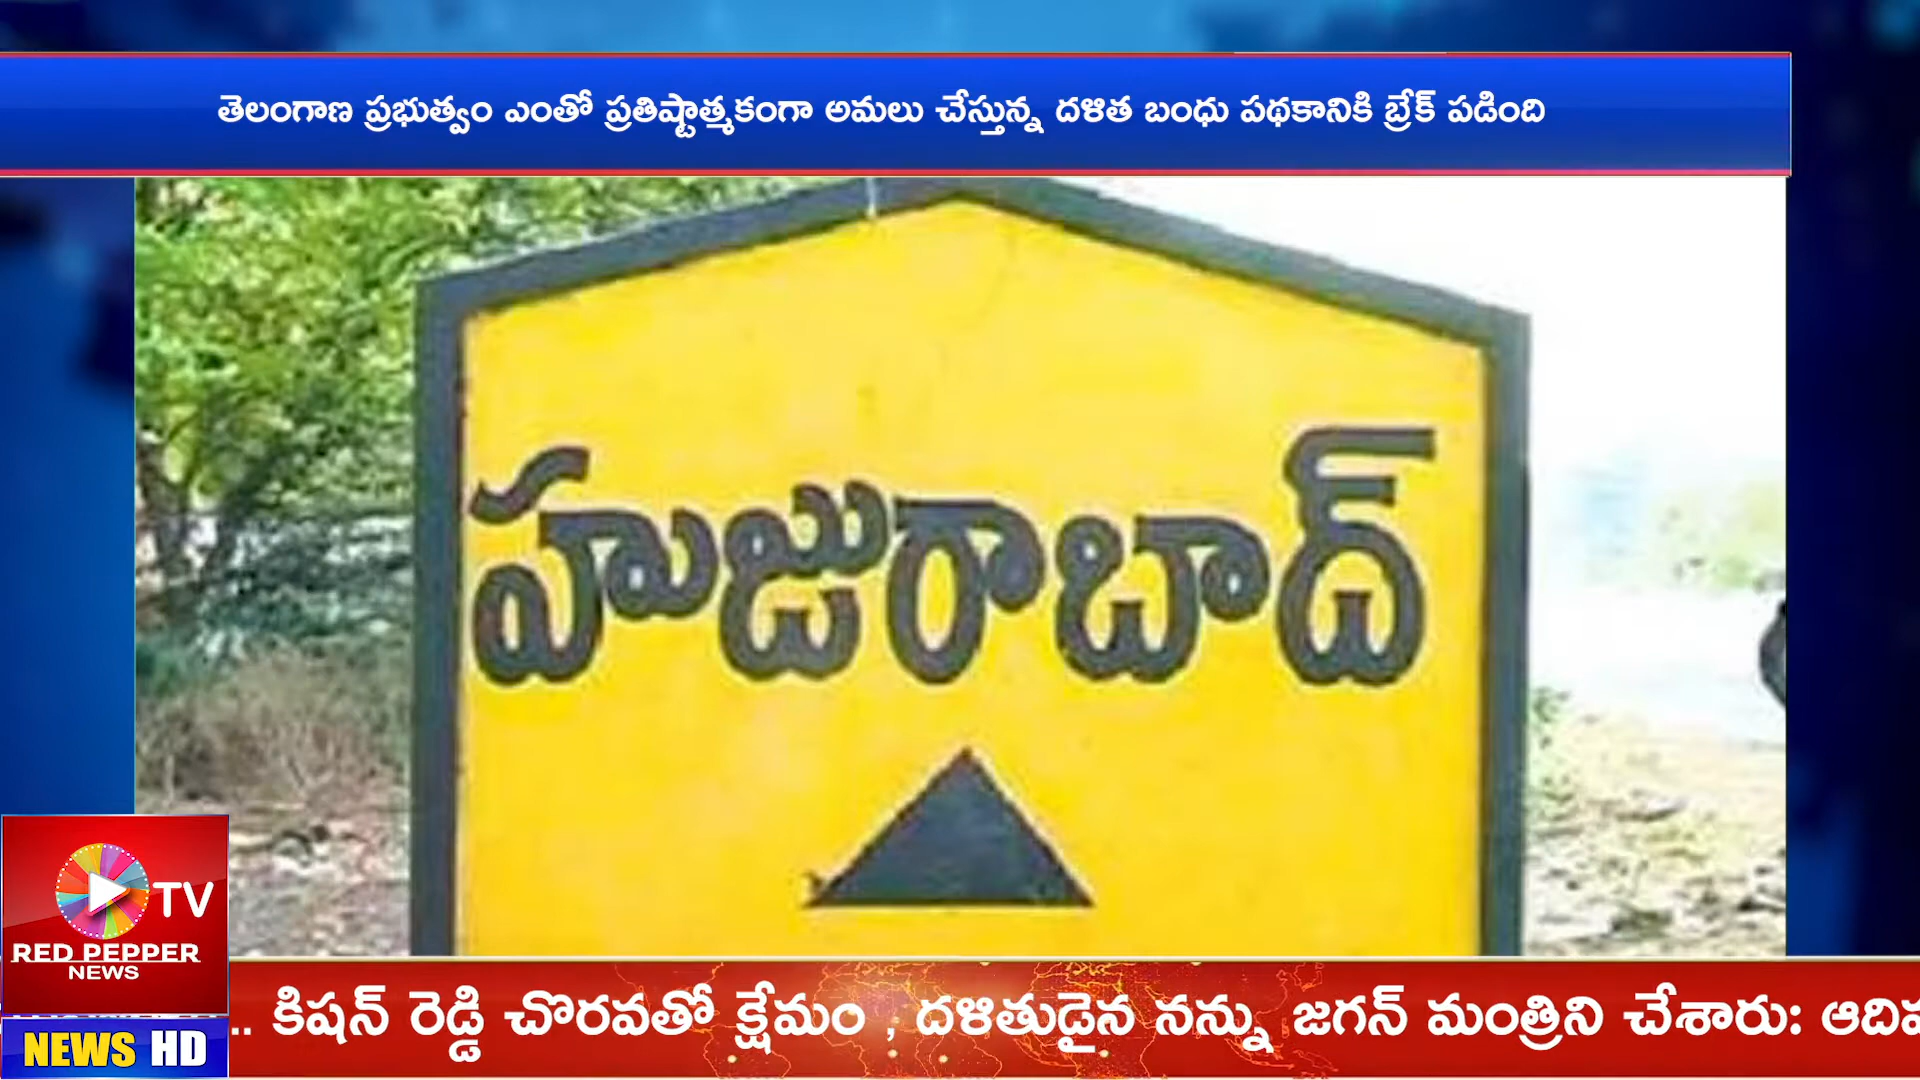 తెలంగాణ ప్రభుత్వం ఎంతో ప్రతిష్టాత్మకంగా అమలు చేస్తున్న దళిత బంధు పథకానికి బ్రేక్ పడింది
హుజురాబాద్
TV
RED PEPPER
NEWS
.. కిషన్ రెడ్డి చొరవతో క్షేమం , దళితుడైన నన్ను జగన్ మంత్రిని చేశారు:
NEWS HD